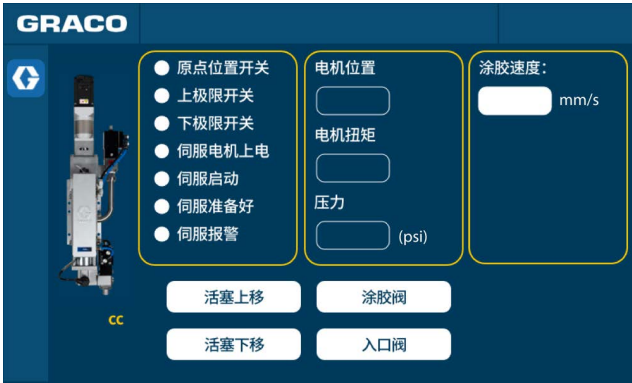 GRACO
原点位置开关
上极限开关
下极限开关
伺服电机上电
伺服启动
伺服准备好
伺服报警
电机位置
电机扭矩
压力
(psi)
涂胶速度：
mm/s
CC
活塞上移
涂胶阀
活塞下移
入口阀